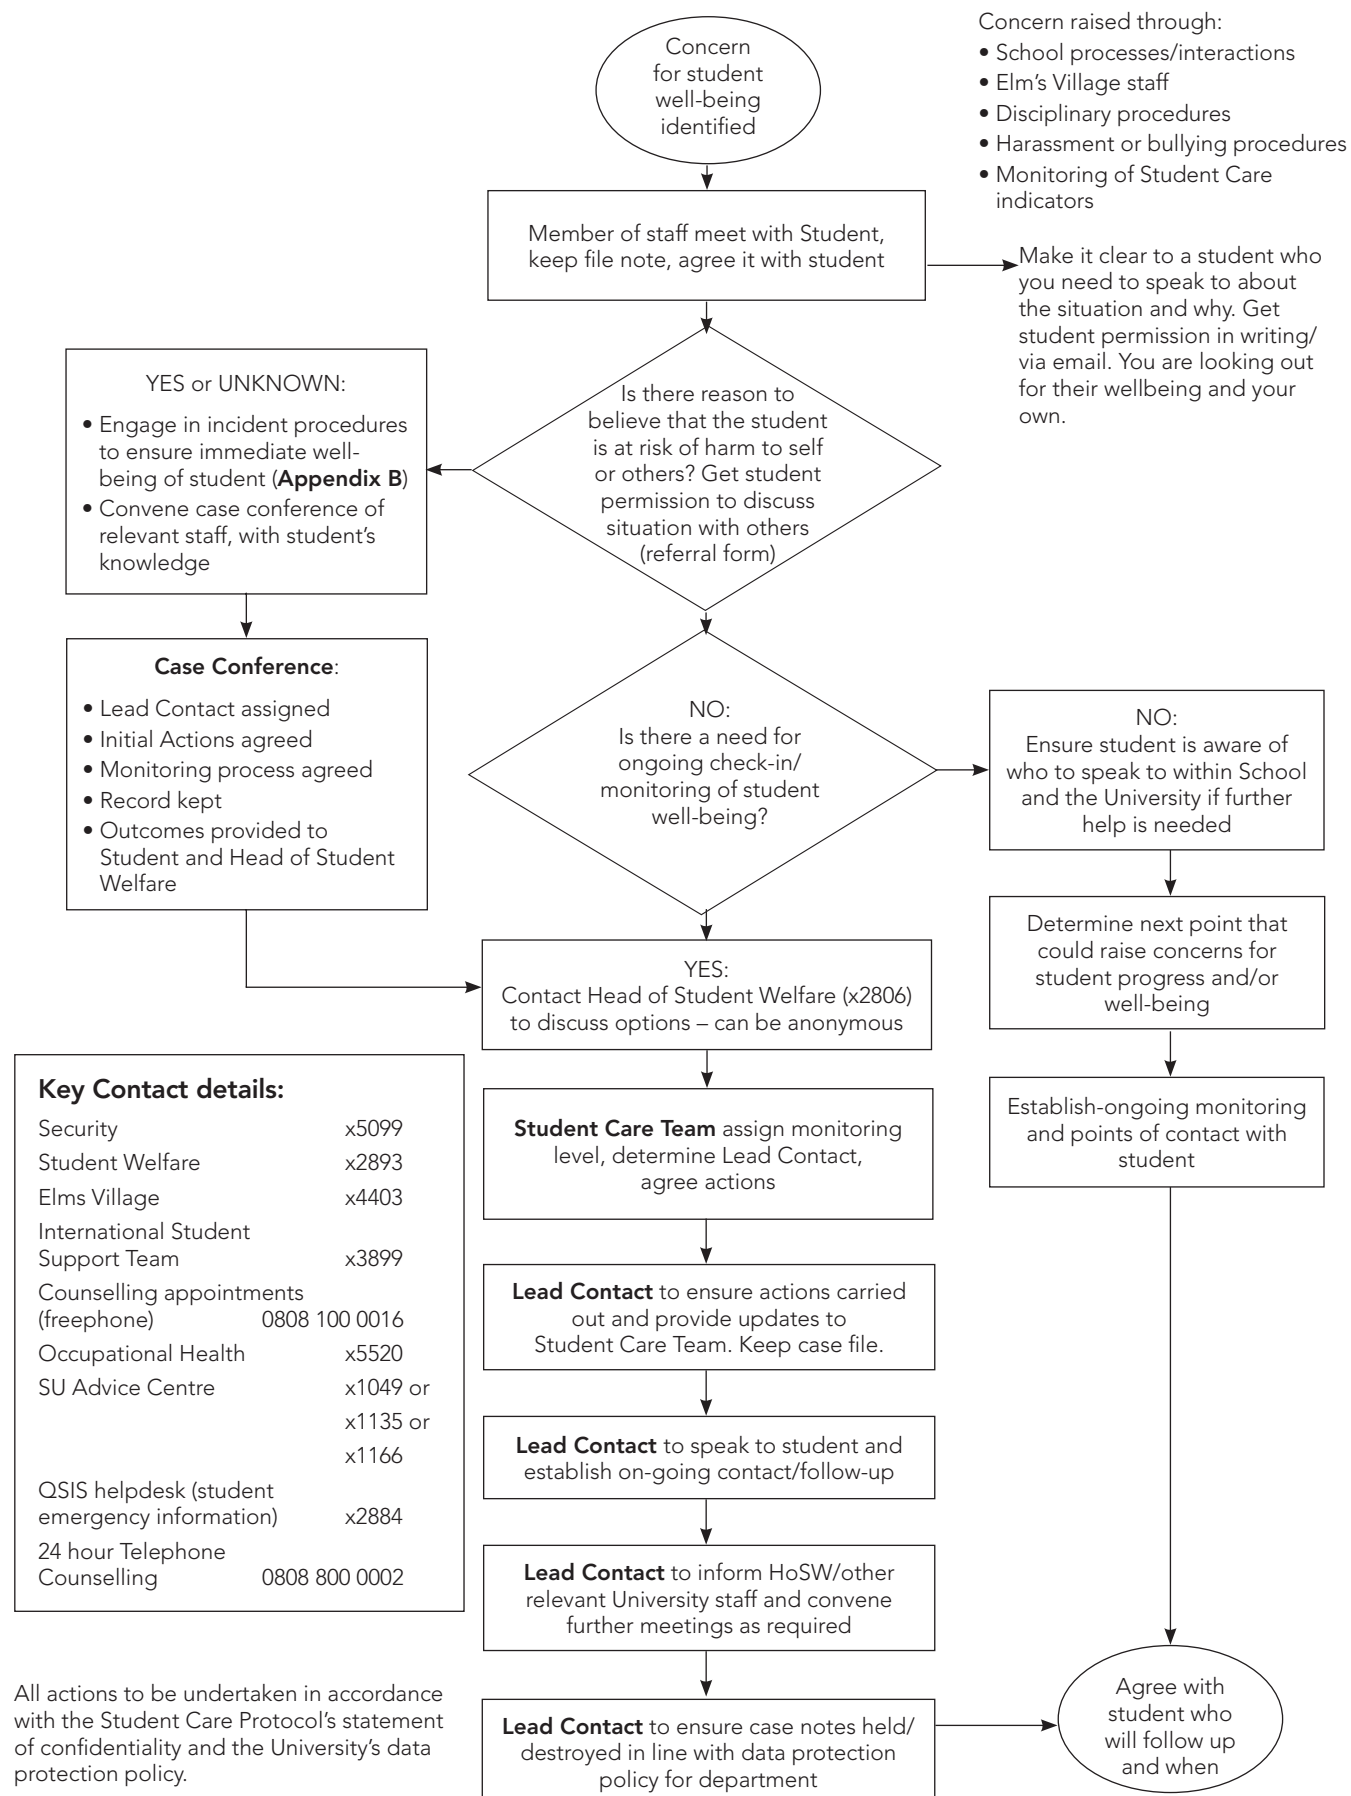 Concern
for student
well-being
identified
Concern raised through:
• School processes/interactions
• Elm's Village staff
• Disciplinary procedures
• Harassment or bullying procedures
• Monitoring of Student Care
indicators
Member of staff meet with Student,
keep file note, agree it with student
Make it clear to a student who
you need to speak to about
the situation and why. Get
student permission in writing/
via email. You are looking out
for their wellbeing and your
own.
Is there reason to
believe that the student
is at risk of harm to self
or others? Get student
permission to discuss
situation with others
(referral form)
YES or UNKNOWN:
• Engage in incident procedures
to ensure immediate well-
being of student (Appendix B)
• Convene case conference of
relevant staff, with student's
knowledge
Case Conference:
• Lead Contact assigned
• Initial Actions agreed
• Monitoring process agreed
• Record kept
• Outcomes provided to
Student and Head of Student
Welfare
NO:
Is there a need for
ongoing check-in/
monitoring of student
well-being?
NO:
Ensure student is aware of
who to speak to within School
and the University if further
help is needed
Determine next point that
could raise concerns for
student progress and/or
well-being
Establish-ongoing monitoring
and points of contact with
student
YES:
Contact Head of Student Welfare (x2806)
to discuss options – can be anonymous
Student Care Team assign monitoring
level, determine Lead Contact,
agree actions
Lead Contact to ensure actions carried
out and provide updates to
Student Care Team. Keep case file.
Lead Contact to speak to student and
establish on-going contact/follow-up
Lead Contact to inform HoSW/other
relevant University staff and convene
further meetings as required
Lead Contact to ensure case notes held/
destroyed in line with data protection
policy for department
Agree with
student who
will follow up
and when
Key Contact details:
Security x5099
Student Welfare x2893
Elms Village x4403
International Student
Support Team x3899
Counselling appointments
(freephone) 0808 100 0016
Occupational Health x5520
SU Advice Centre x1049 or
x1135 or
x1166
QSIS helpdesk (student
emergency information) x2884
24 hour Telephone
Counselling 0808 800 0002
All actions to be undertaken in accordance
with the Student Care Protocol's statement
of confidentiality and the University's data
protection policy.